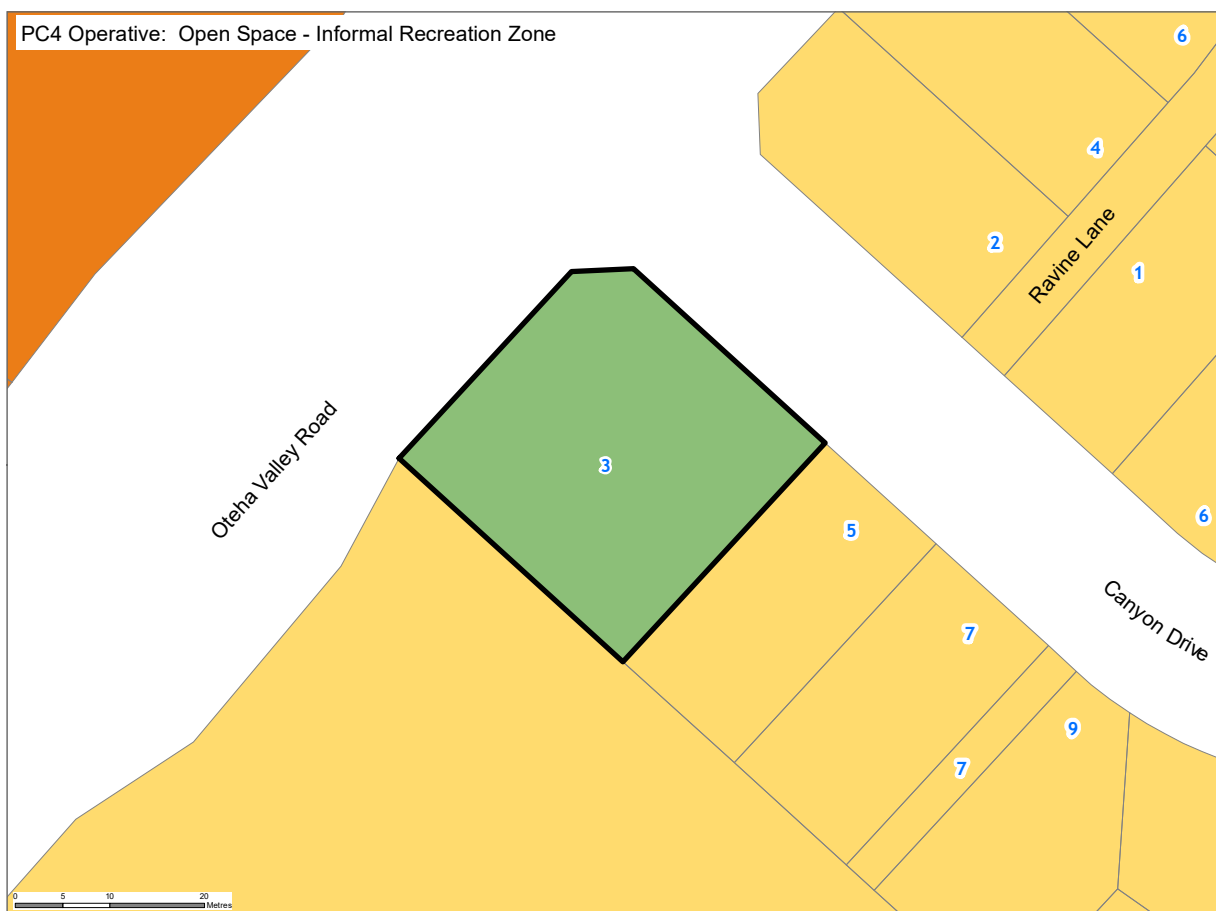 PC4 Operative: Open Space - Informal Recreation Zone
6
4
2
Ravine Lane
1
3
Oteha Valley Road
5
6
Canyon Drive
7
9
7
0 5 10 20
Metres